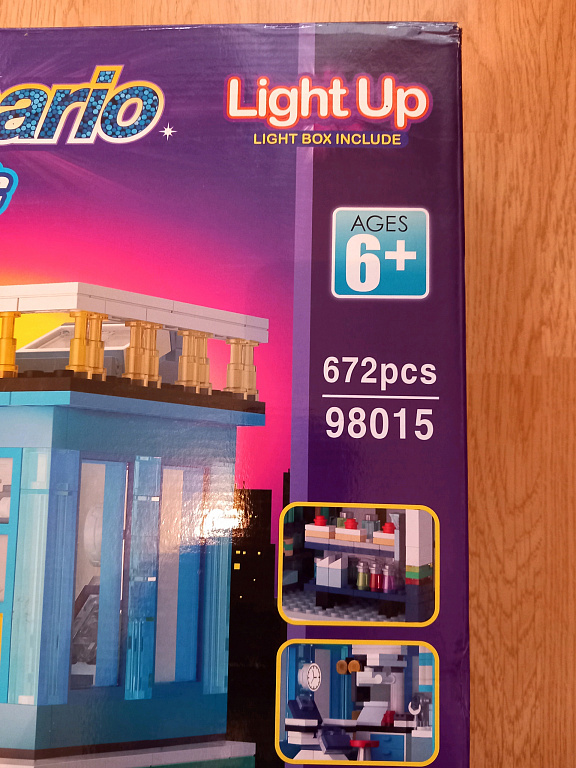 ario
Light Up
LIGHT BOX INCLUDE
AGES
6+
672pcs
98015